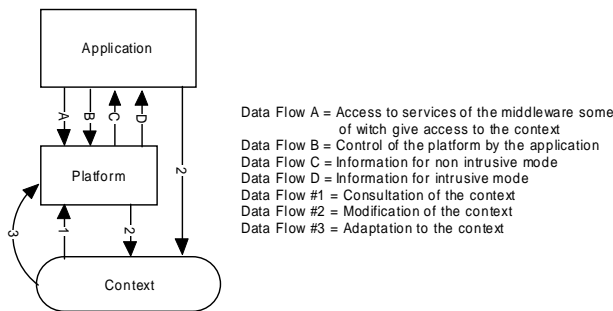 Application
A
B
C
D
2
Platform
3
1
2
Context
Data Flow A = Access to services of the middleware some
of witch give access to the context
Data Flow B = Control of the platform by the application
Data Flow C = Information for non intrusive mode
Data Flow D = Information for intrusive mode
Data Flow #1 = Consultation of the context
Data Flow #2 = Modification of the context
Data Flow #3 = Adaptation to the context